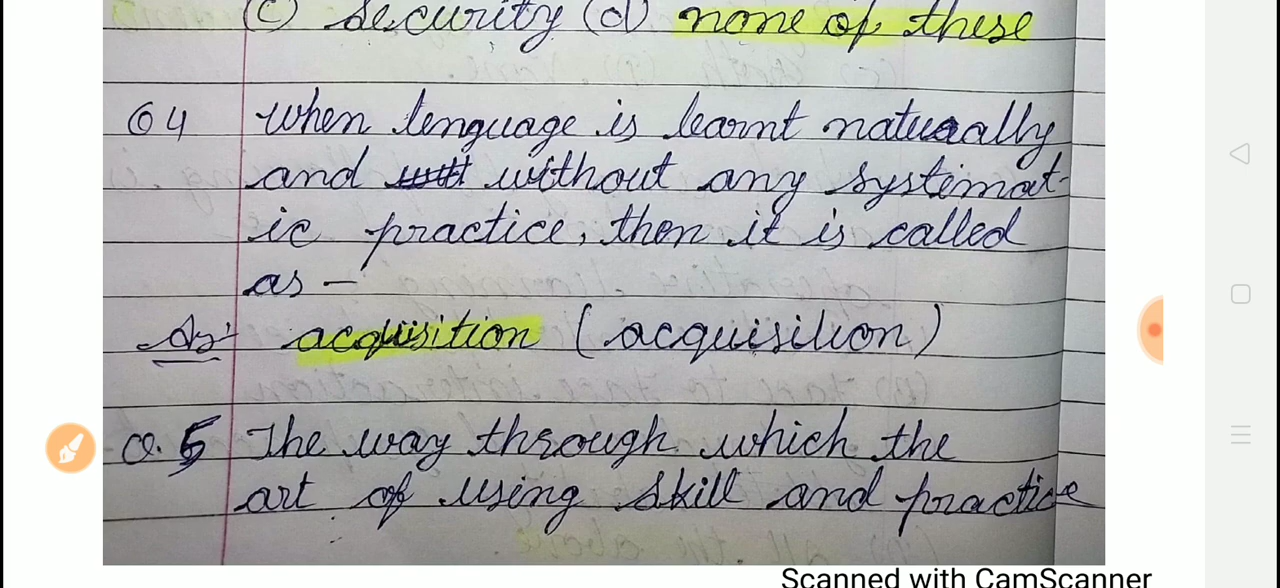 (c) security (d) none of these
Q4 when lenguage is learnt naturally
and without any systemat-
ic practice, then it is called
as –
Ans:- acquisition (acquisition)
Q.5 The way through which the
art of using skill and practice
Scanned with CamScanner